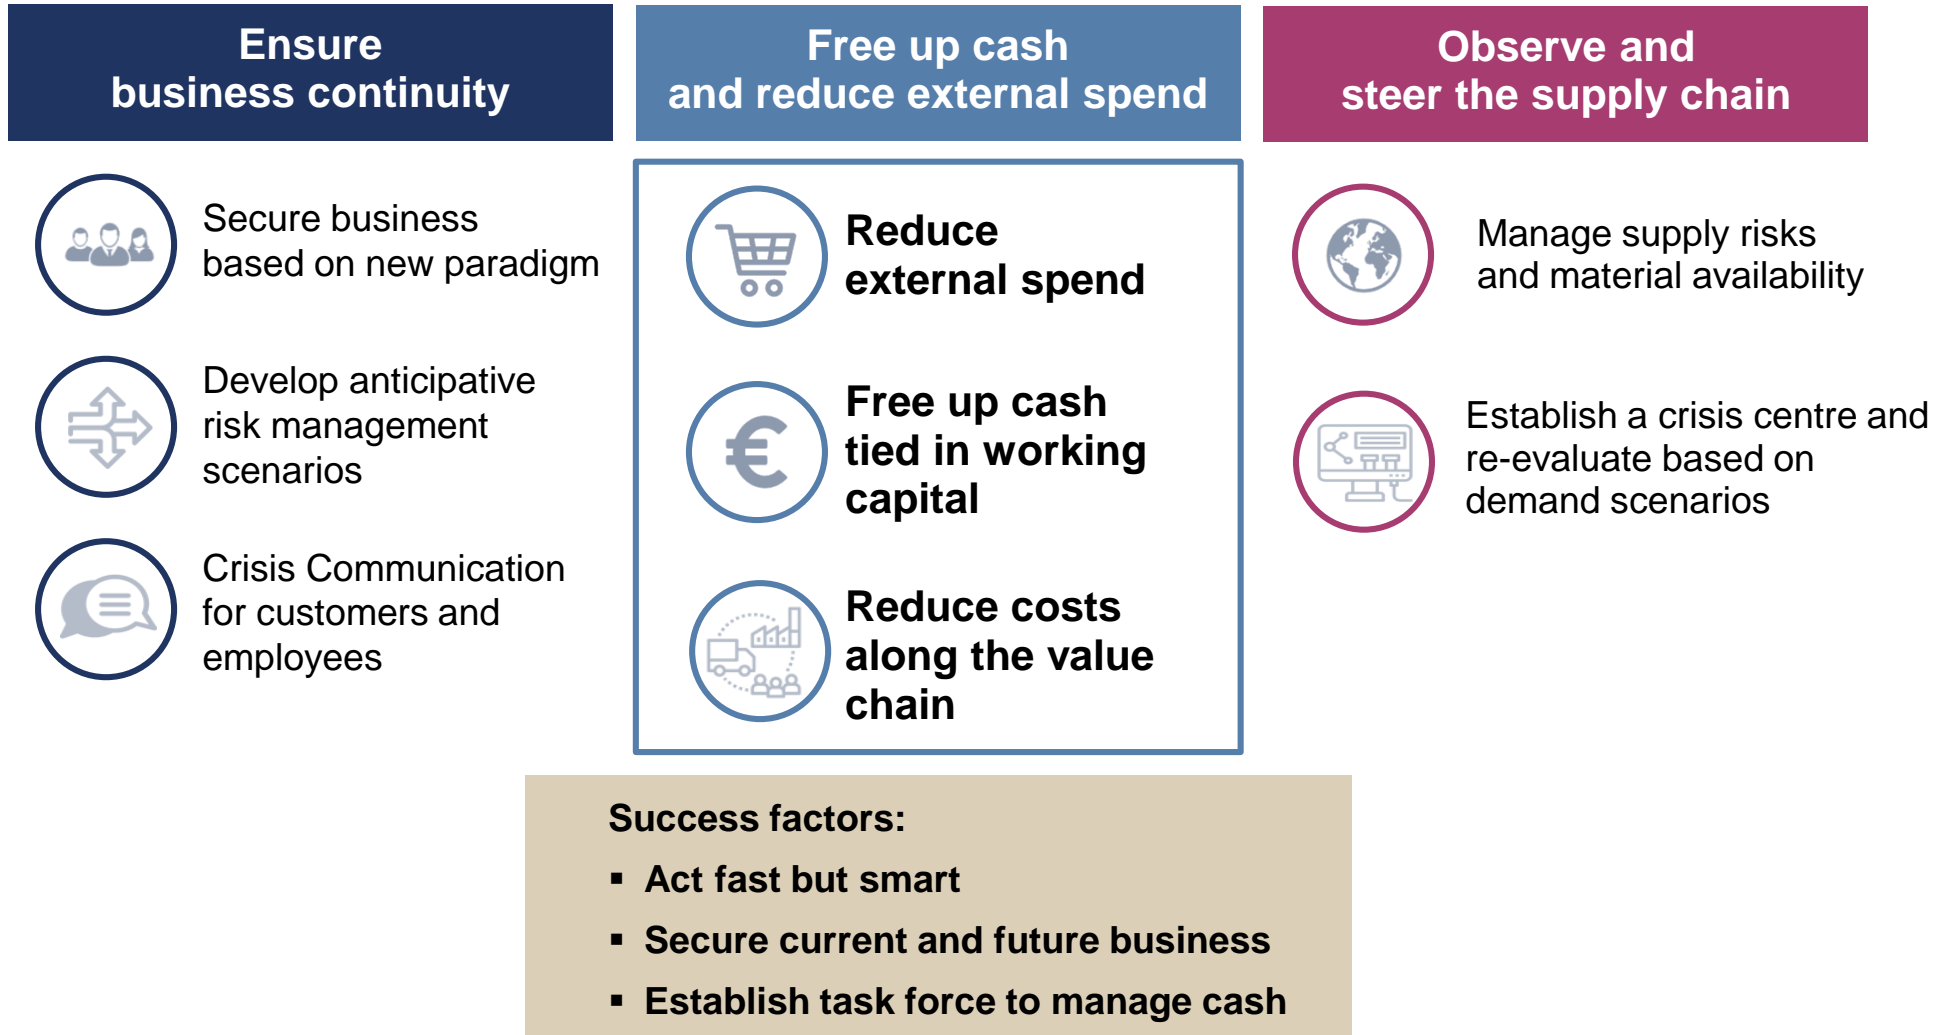 Ensure
business continuity
Secure business
based on new paradigm
Develop anticipative
risk management
scenarios
Crisis Communication
for customers and
employees
Free up cash
and reduce external spend
Reduce
external spend
€
Free up cash
tied in working
capital
Reduce costs
along the value
chain
Observe and
steer the supply chain
Manage supply risks
and material availability
Establish a crisis centre and
re-evaluate based on
demand scenarios
Success factors:
▪ Act fast but smart
▪ Secure current and future business
▪ Establish task force to manage cash